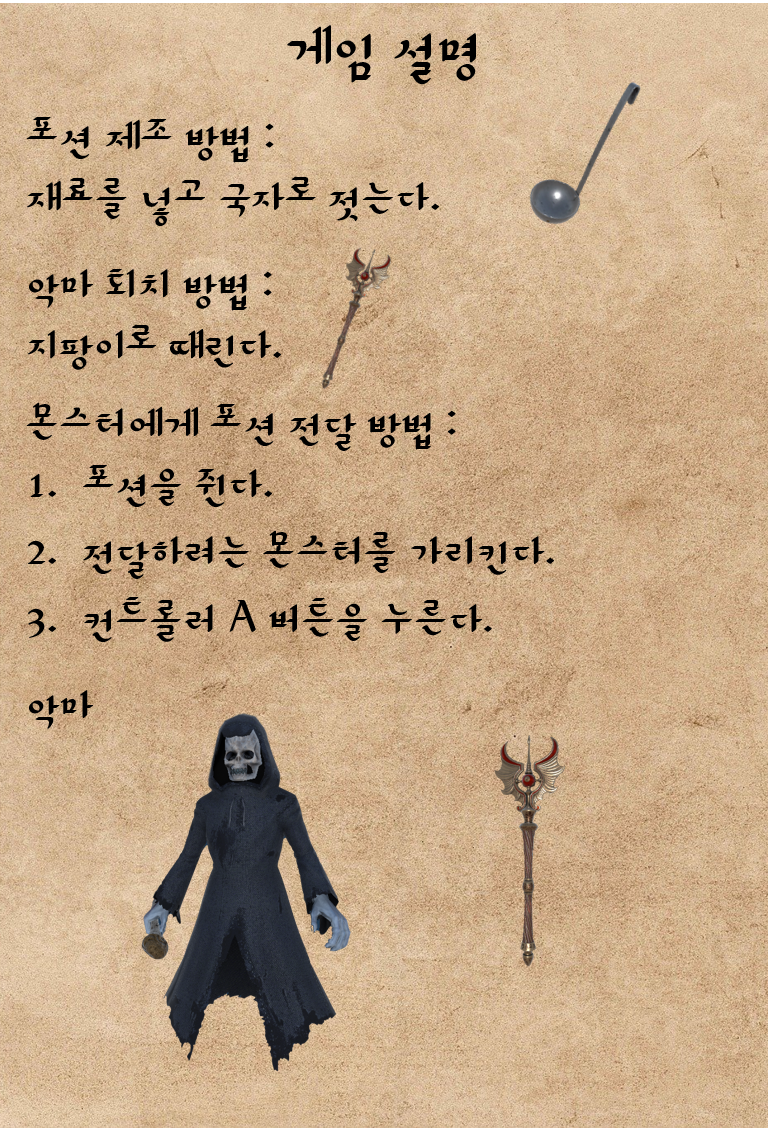 게임 설명
포션 제조 방법 :
재료를 넣고 국자로 젓는다.
악마 퇴치 방법 :
지팡이로 때린다.
몬스터에게 포션 전달 방법 :
1. 포션을 쥔다.
2. 전달하려는 몬스터를 가리킨다.
3. 컨트롤러 A 버튼을 누른다.
악마